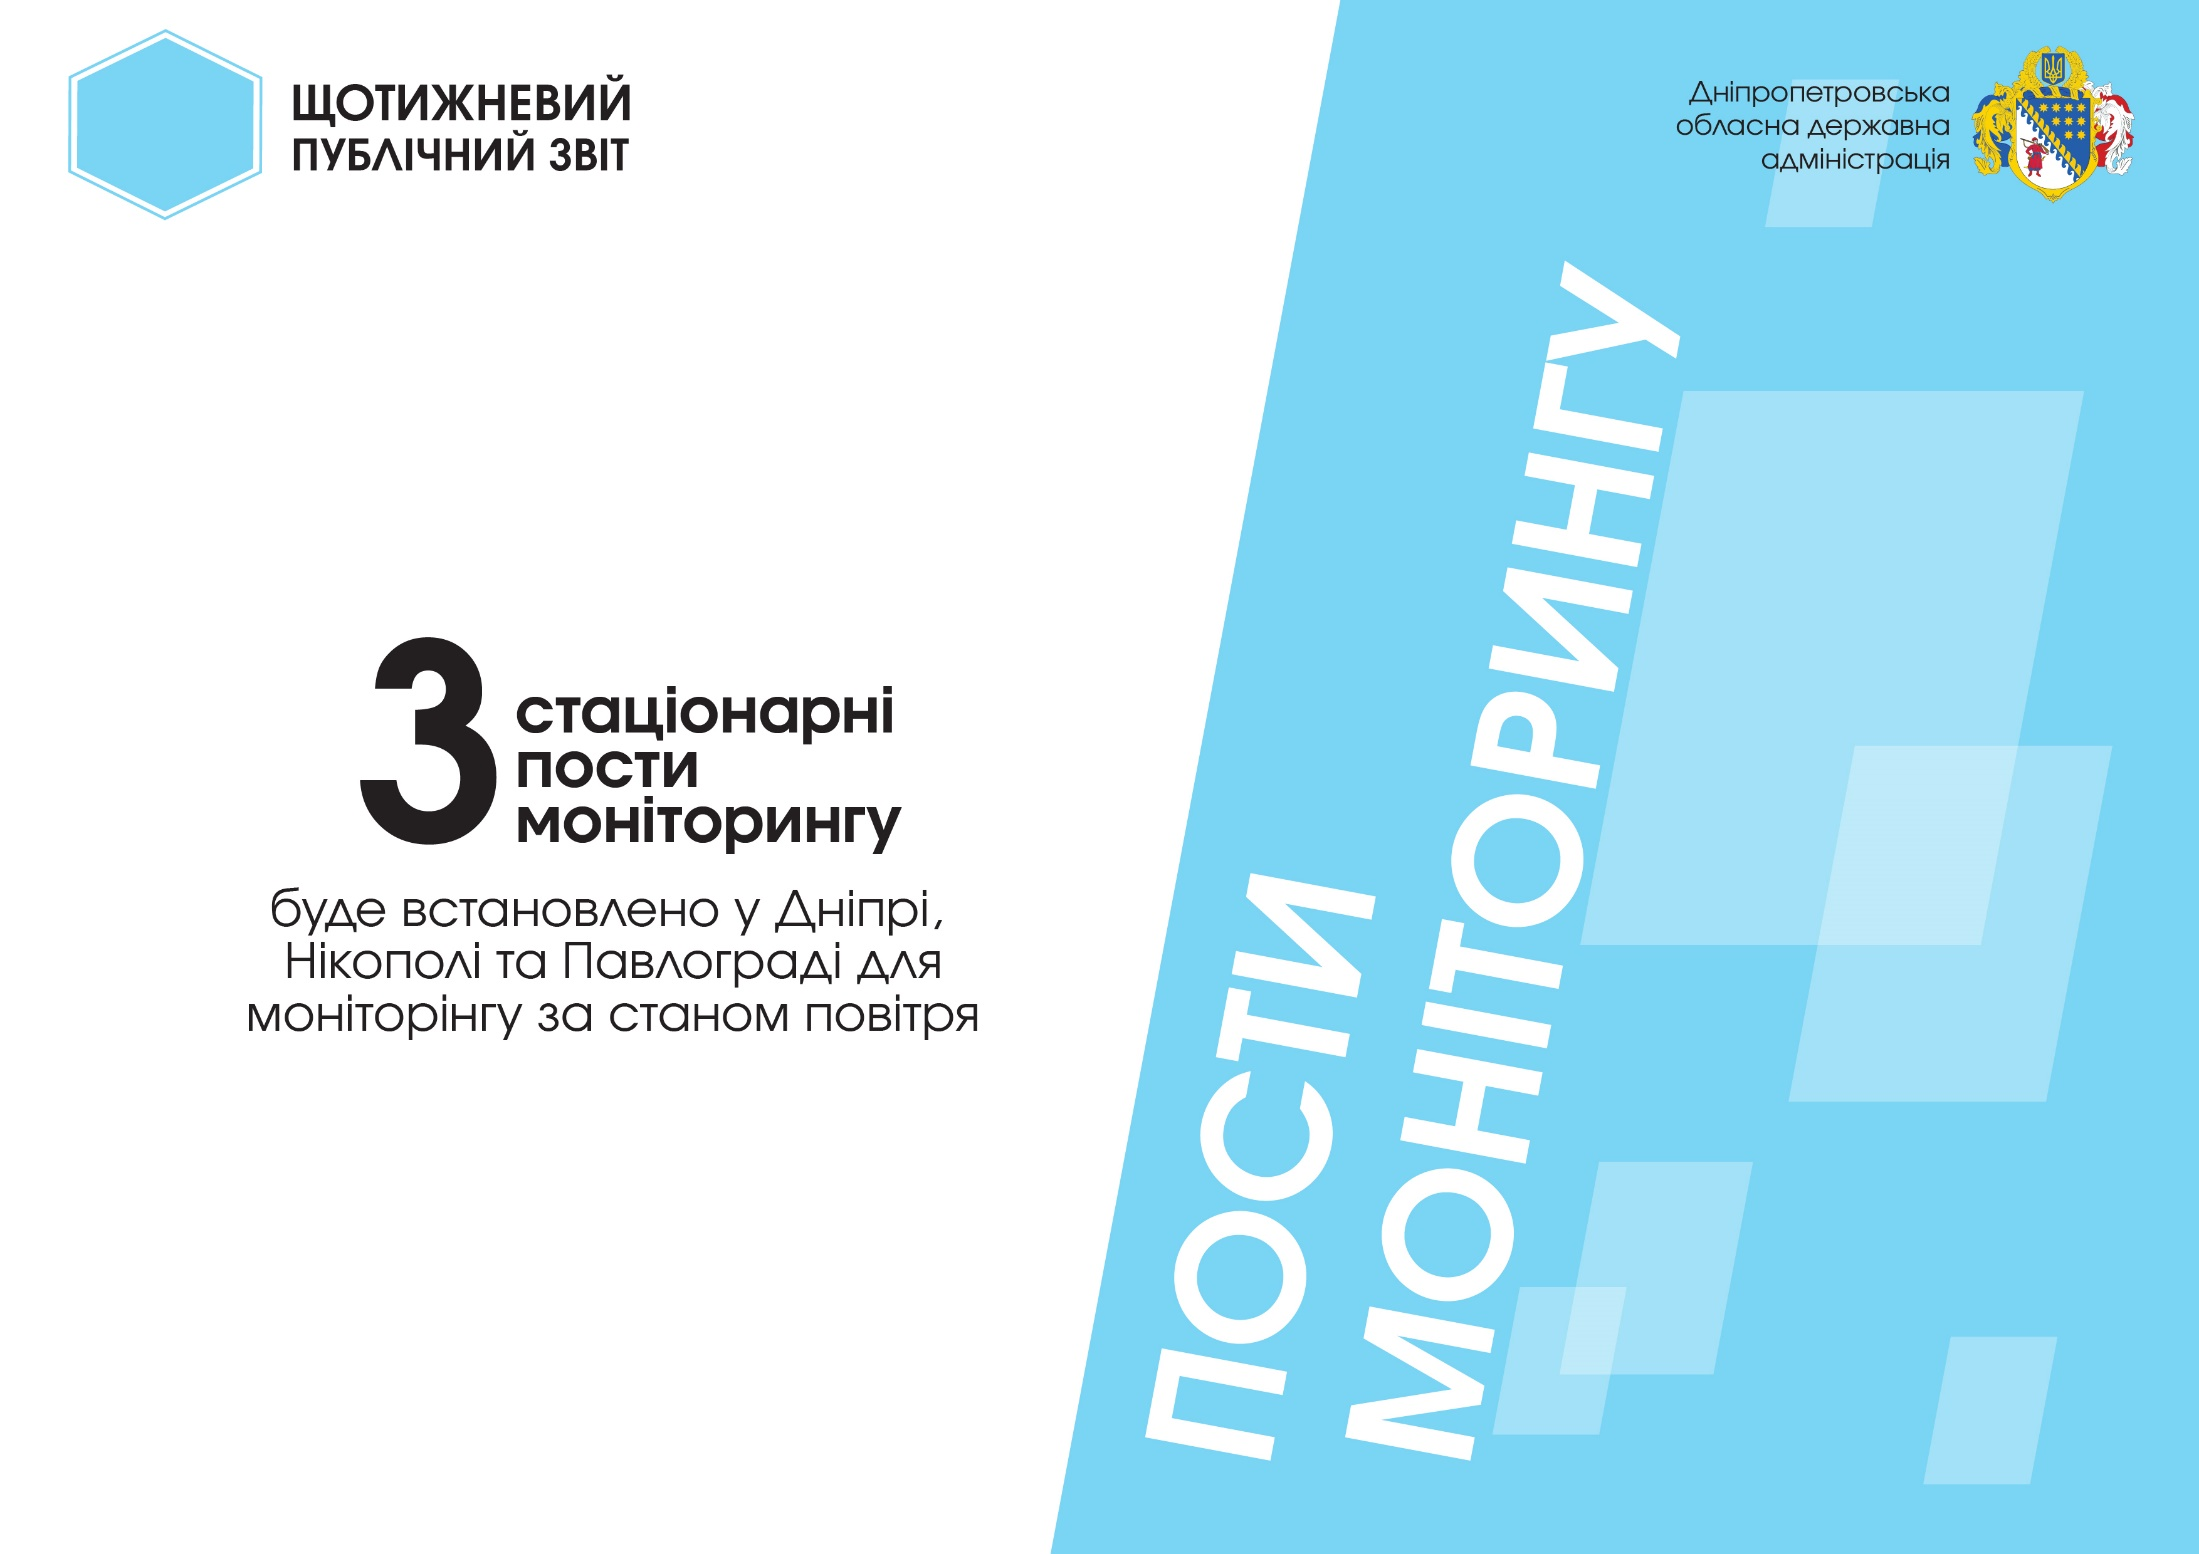 ЩОТИЖНЕВИЙ
ПУБЛІЧНИЙ ЗВІТ
Дніпропетровська
обласна державна
адміністрація
3 стаціонарні
пости
моніторингу
буде встановлено у Дніпрі,
Нікополі та Павлограді для
моніторінгу за станом повітря
ПОСТИ
МОНІТОРИНГУ